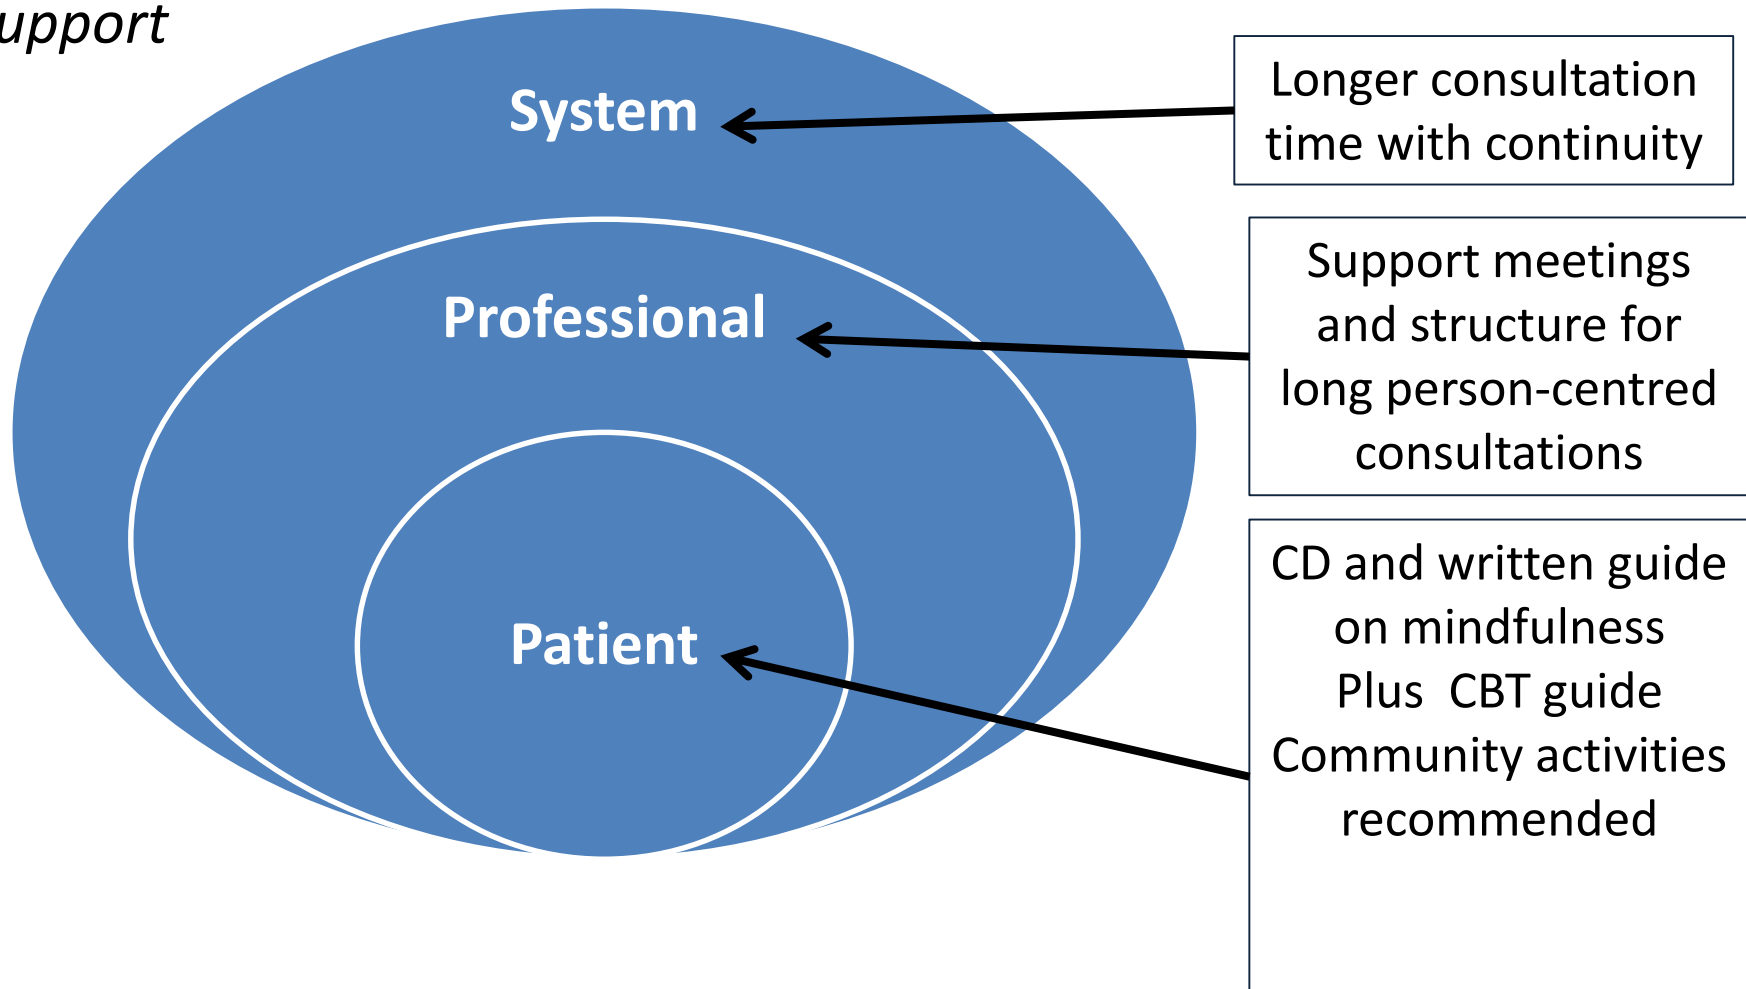 upport
System
Longer consultation
time with continuity
Professional
Support meetings
and structure for
long person-centred
consultations
Patient
CD and written guide
on mindfulness
Plus  CBT guide
Community activities
recommended